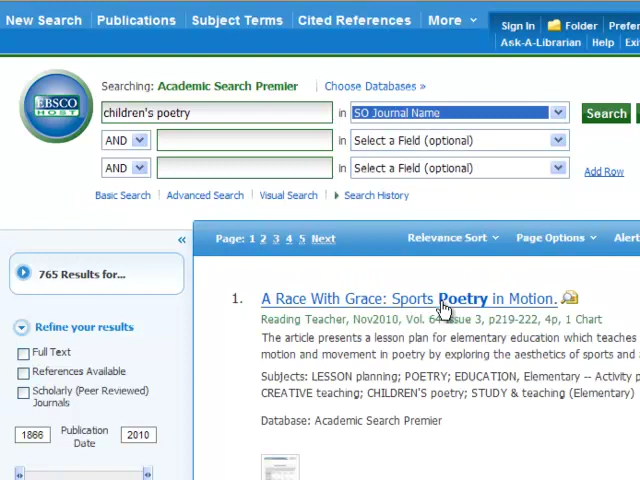 New Search Publications Subject Terms Cited References More Sign In Folder Prefer
Ask-A-Librarian Help Exi
Searching: Academic Search Premier Choose Databases »
EBSCO
HOST
children's poetry in SO Journal Name Search
AND in Select a Field (optional)
AND in Select a Field (optional) Add Row
Basic Search Advanced Search Visual Search Search History
«
Page: 1 2 3 4 5 Next Relevance Sort Page Options Alert
765 Results for...
1. A Race With Grace: Sports Poetry in Motion.
Reading Teacher, Nov2010, Vol. 64 Issue 3, p219-222, 4p, 1 Chart
The article presents a lesson plan for elementary education which teaches
motion and movement in poetry by exploring the aesthetics of sports and
Subjects: LESSON planning; POETRY; EDUCATION, Elementary -- Activity p
CREATIVE teaching; CHILDREN'S poetry; STUDY & teaching (Elementary)
Database: Academic Search Premier
Refine your results
Full Text
References Available
Scholarly (Peer Reviewed)
Journals
1866 Publication Date 2010